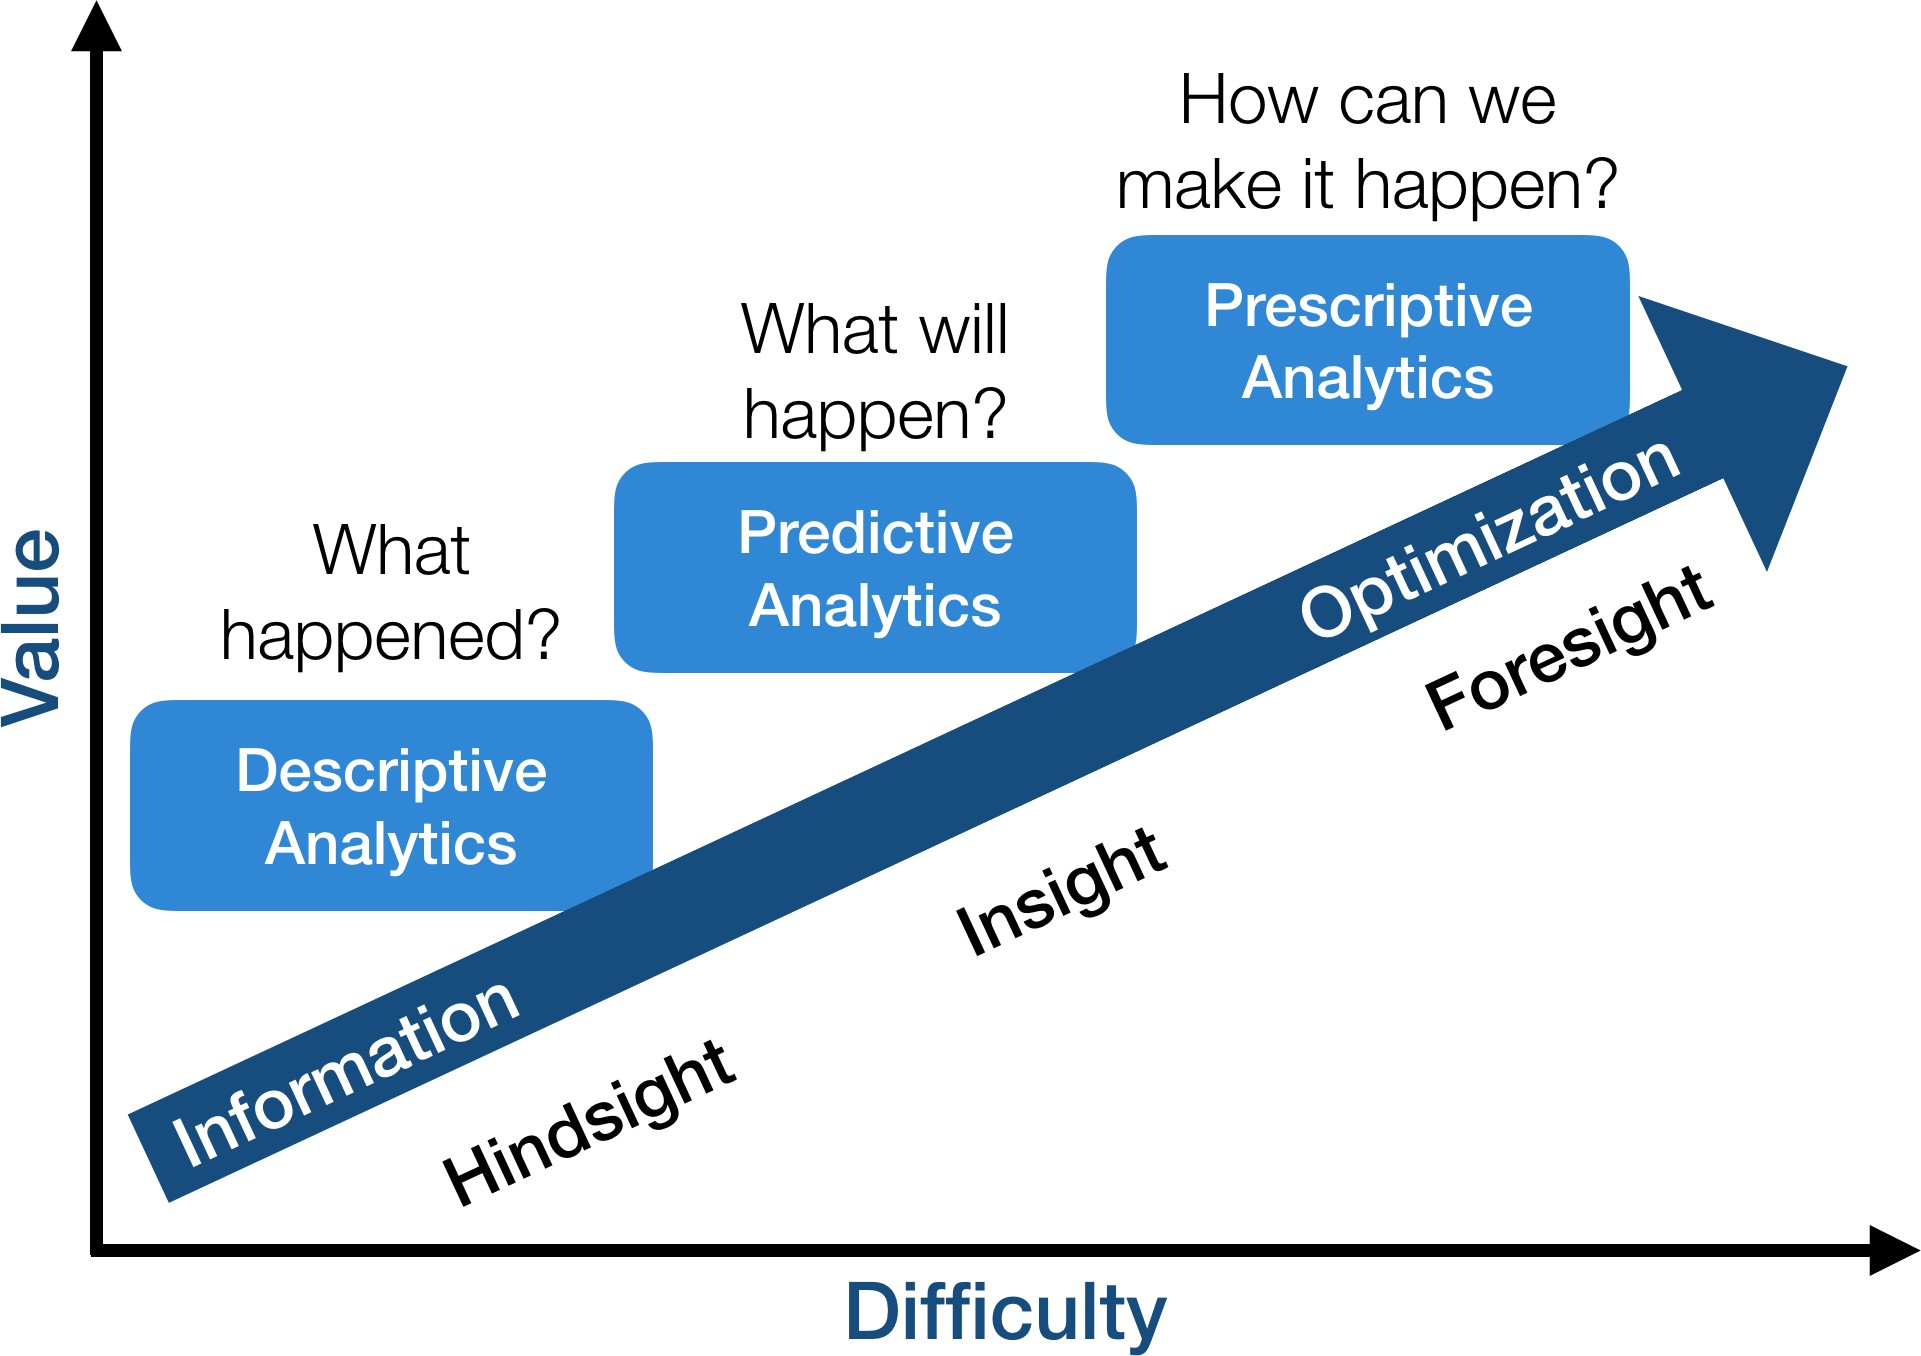 How can we
make it happen?
Prescriptive
Analytics
What will
happen?
Predictive
Analytics
What
happened?
Descriptive
Analytics
Value
Information
Optimization
Hindsight
Insight
Foresight
Difficulty